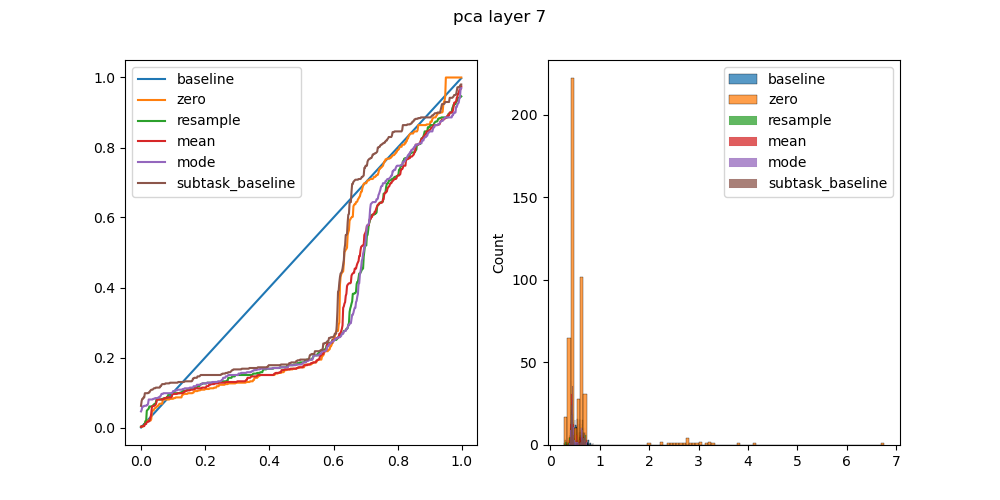 pca layer 7
1.0
0.8
0.6
0.4
0.2
0.0
0.0 0.2 0.4 0.6 0.8 1.0
baseline
zero
resample
mean
mode
subtask_baseline
Count
200
150
100
50
0
0 1 2 3 4 5 6 7
baseline
zero
resample
mean
mode
subtask_baseline